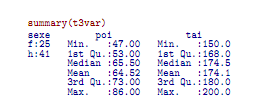 summary(t3var)
sexe poi tai
f:25 Min. :47.00 Min. :150.0
h:41 1st Qu.:53.00 1st Qu.:168.0
Median :65.50 Median :174.5
Mean :64.52 Mean :174.1
3rd Qu.:73.00 3rd Qu.:180.0
Max. :86.00 Max. :200.0